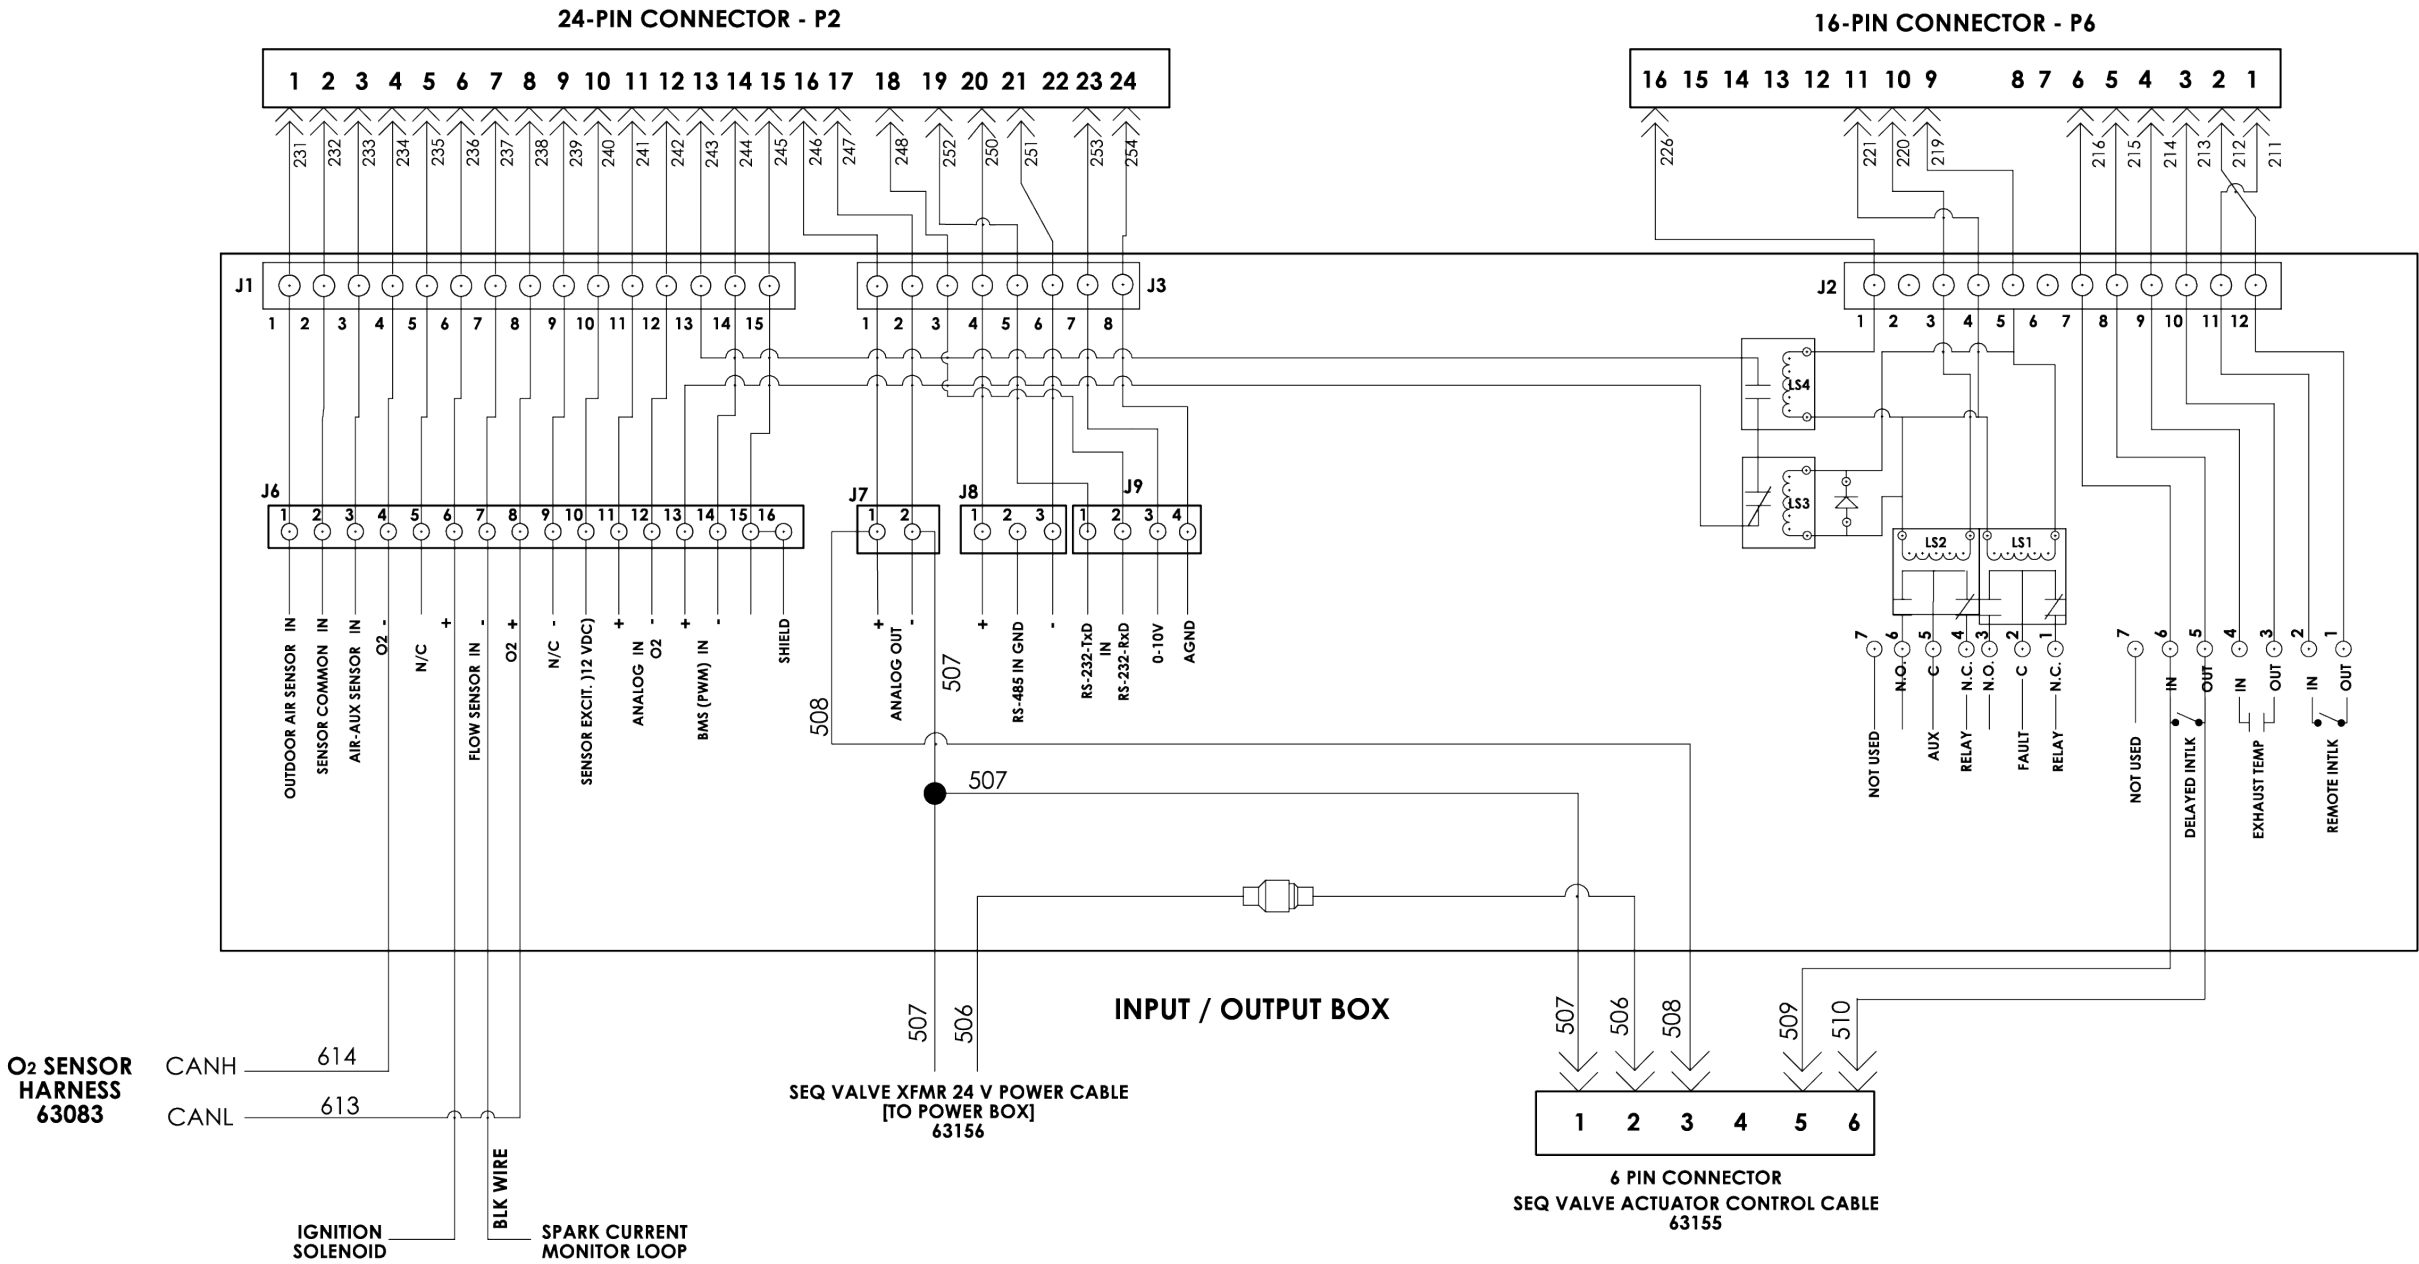 24-PIN CONNECTOR - P2
16-PIN CONNECTOR - P6
1 2 3 4 5 6 7 8 9 10 11 12 13 14 15 16 17 18 19 20 21 22 23 24
16 15 14 13 12 11 10 9 8 7 6 5 4 3 2 1
231 232 233 234 235 236 237 238 239 240 241 242 243 244 245 246 247 248 252 250 251 253 254
226 221 220 219 216 215 214 213 212 211
J1
J3
J2
1 2 3 4 5 6 7 8 9 10 11 12 13 14 15
1 2 3 4 5 6 7 8
1 2 3 4 5 6 7 8 9 10 11 12
LS4
LS3
J6
J7
J8
J9
1 2 3 4 5 6 7 8 9 10 11 12 13 14 15 16
1 2
1 2 3
1 2 3 4
LS2
LS1
OUTDOOR AIR SENSOR IN
SENSOR COMMON IN
AIR-AUX SENSOR IN
O2 -
N/C
+
FLOW SENSOR IN -
O2 +
N/C -
SENSOR EXCIT. )12 VDC)
+
ANALOG IN
O2 -
+
BMS (PWM) IN -
SHIELD
+
ANALOG OUT
-
+
RS-485 IN GND
-
RS-232-TxD
IN
RS-232-RxD
0-10V
AGND
7 6 5 4 3 2 1
7 6 5 4 3 2 1
N.O. C N.C. N.O. C N.C.
IN OUT IN OUT IN OUT
NOT USED
AUX
RELAY
FAULT
RELAY
NOT USED
DELAYED INTLK
EXHAUST TEMP
REMOTE INTLK
508
507
507
INPUT / OUTPUT BOX
507 506
507 506 508 509 510
O2 SENSOR
HARNESS
63083
CANH
614
CANL
613
SEQ VALVE XFMR 24 V POWER CABLE
[TO POWER BOX]
63156
1 2 3 4 5 6
6 PIN CONNECTOR
SEQ VALVE ACTUATOR CONTROL CABLE
63155
BLK WIRE
IGNITION
SOLENOID
SPARK CURRENT
MONITOR LOOP